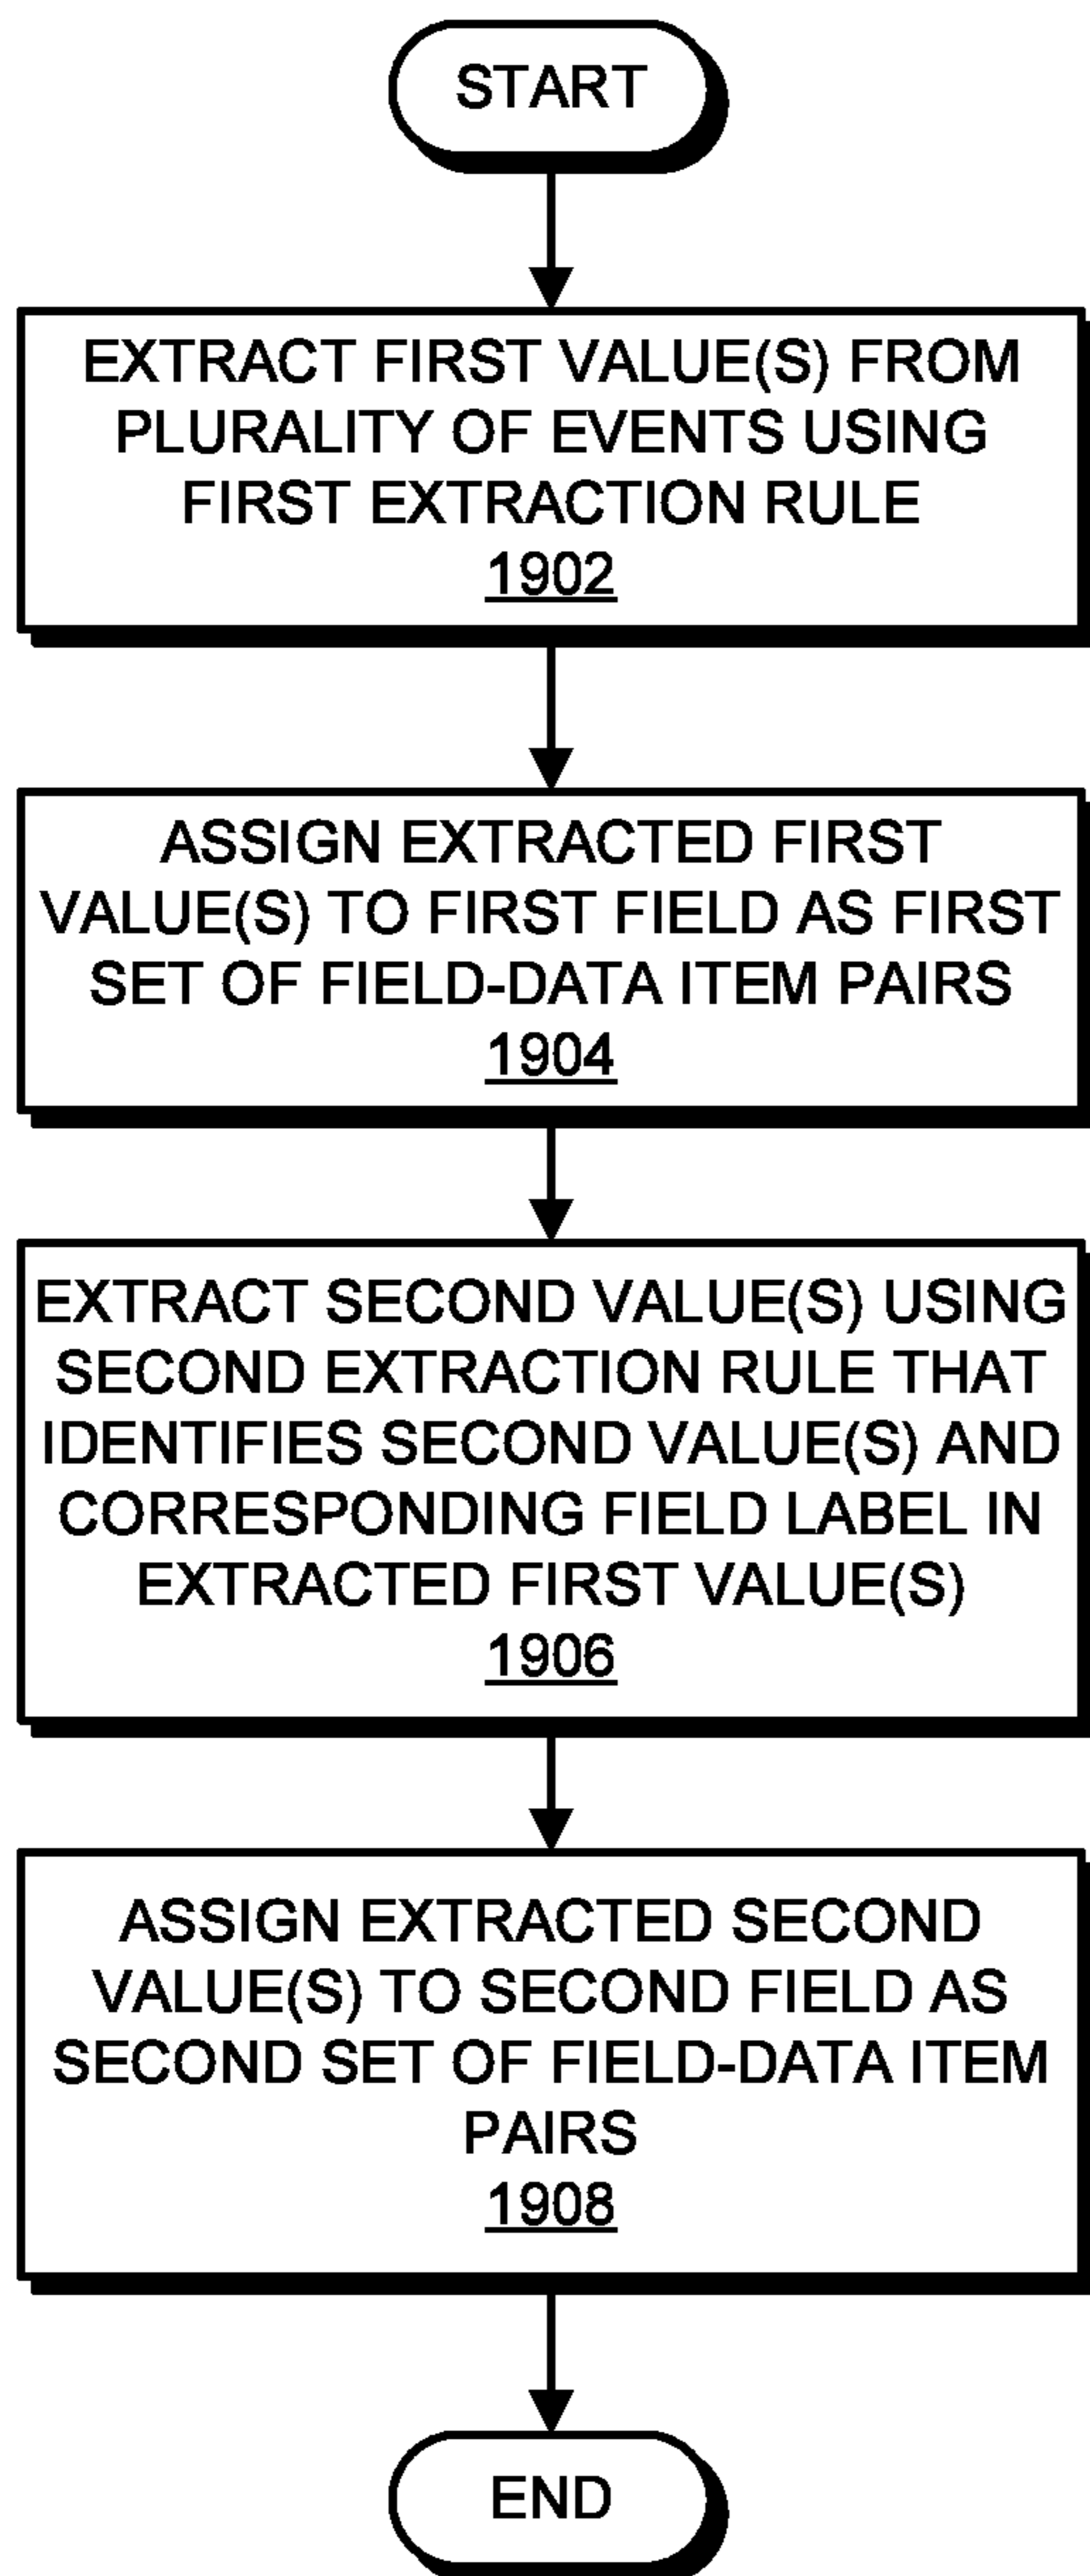 START
EXTRACT FIRST VALUE(S) FROM
PLURALITY OF EVENTS USING
FIRST EXTRACTION RULE
1902
ASSIGN EXTRACTED FIRST
VALUE(S) TO FIRST FIELD AS FIRST
SET OF FIELD-DATA ITEM PAIRS
1904
EXTRACT SECOND VALUE(S) USING
SECOND EXTRACTION RULE THAT
IDENTIFIES SECOND VALUE(S) AND
CORRESPONDING FIELD LABEL IN
EXTRACTED FIRST VALUE(S)
1906
ASSIGN EXTRACTED SECOND
VALUE(S) TO SECOND FIELD AS
SECOND SET OF FIELD-DATA ITEM
PAIRS
1908
END